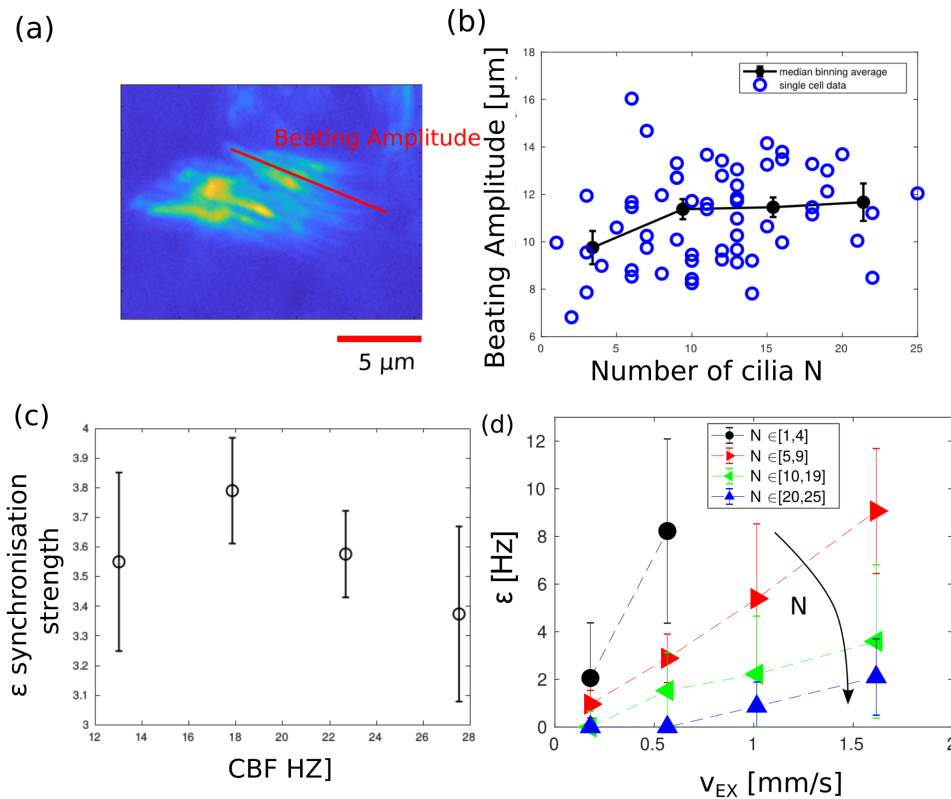 (a)
Beating Amplitude
5 μm
(b)
Beating Amplitude [μm]
18
16
14
12
10
8
6
median binning average
single cell data
0 5 10 15 20 25
Number of cilia N
(c)
ε synchronisation
strength
4
3.9
3.8
3.7
3.6
3.5
3.4
3.3
3.2
3.1
3
12 14 16 18 20 22 24 26 28
CBF HZ]
(d)
ε [Hz]
12
10
8
6
4
2
0
N ∈[1,4]
N ∈[5,9]
N ∈[10,19]
N ∈[20,25]
N
0 0.5 1 1.5 2
vEX [mm/s]